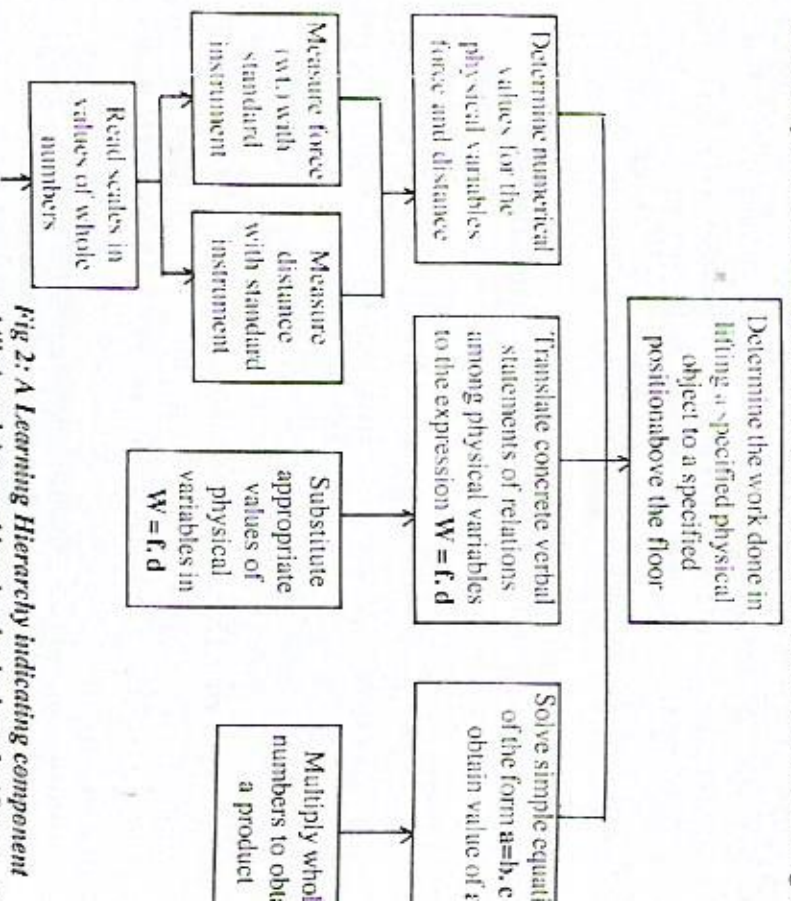 Determine the work done in
lifting a specified physical
object to a specified
positionabove the floor
Determine numerical
values for the
physical variables
force and distance
Translate concrete verbal
statements of relations
among physical variables
to the expression W = f. d
Solve simple equati
of the form a=b. c
obtain value of a
Measure force
(wt.) with
standard
instrument
Measure
distance
with standard
instrument
Substitute
appropriate
values of
physical
variables in
W = f. d
Multiply whol
numbers to obta
a product
Read scales in
values of whole
numbers
Fig 2: A Learning Hierarchy indicating component